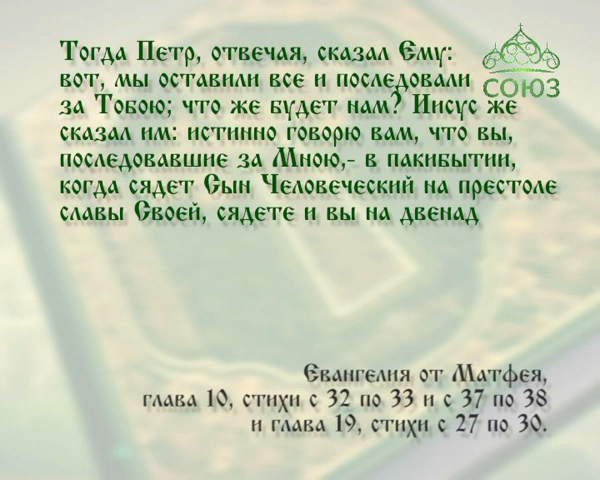 Тогда Петр, отвечая, сказал Ему:
вот, мы оставили все и последовали
за Тобою; что же будет нам? Иисус же
сказал им: истинно говорю вам, что вы,
последовавшие за Мною,- в пакибытии,
когда сядет Сын Человеческий на престоле
славы Своей, сядете и вы на двенад
СОЮЗ
Евангелия от Матфея,
глава 10, стихи с 32 по 33 и с 37 по 38
и глава 19, стихи с 27 по 30.